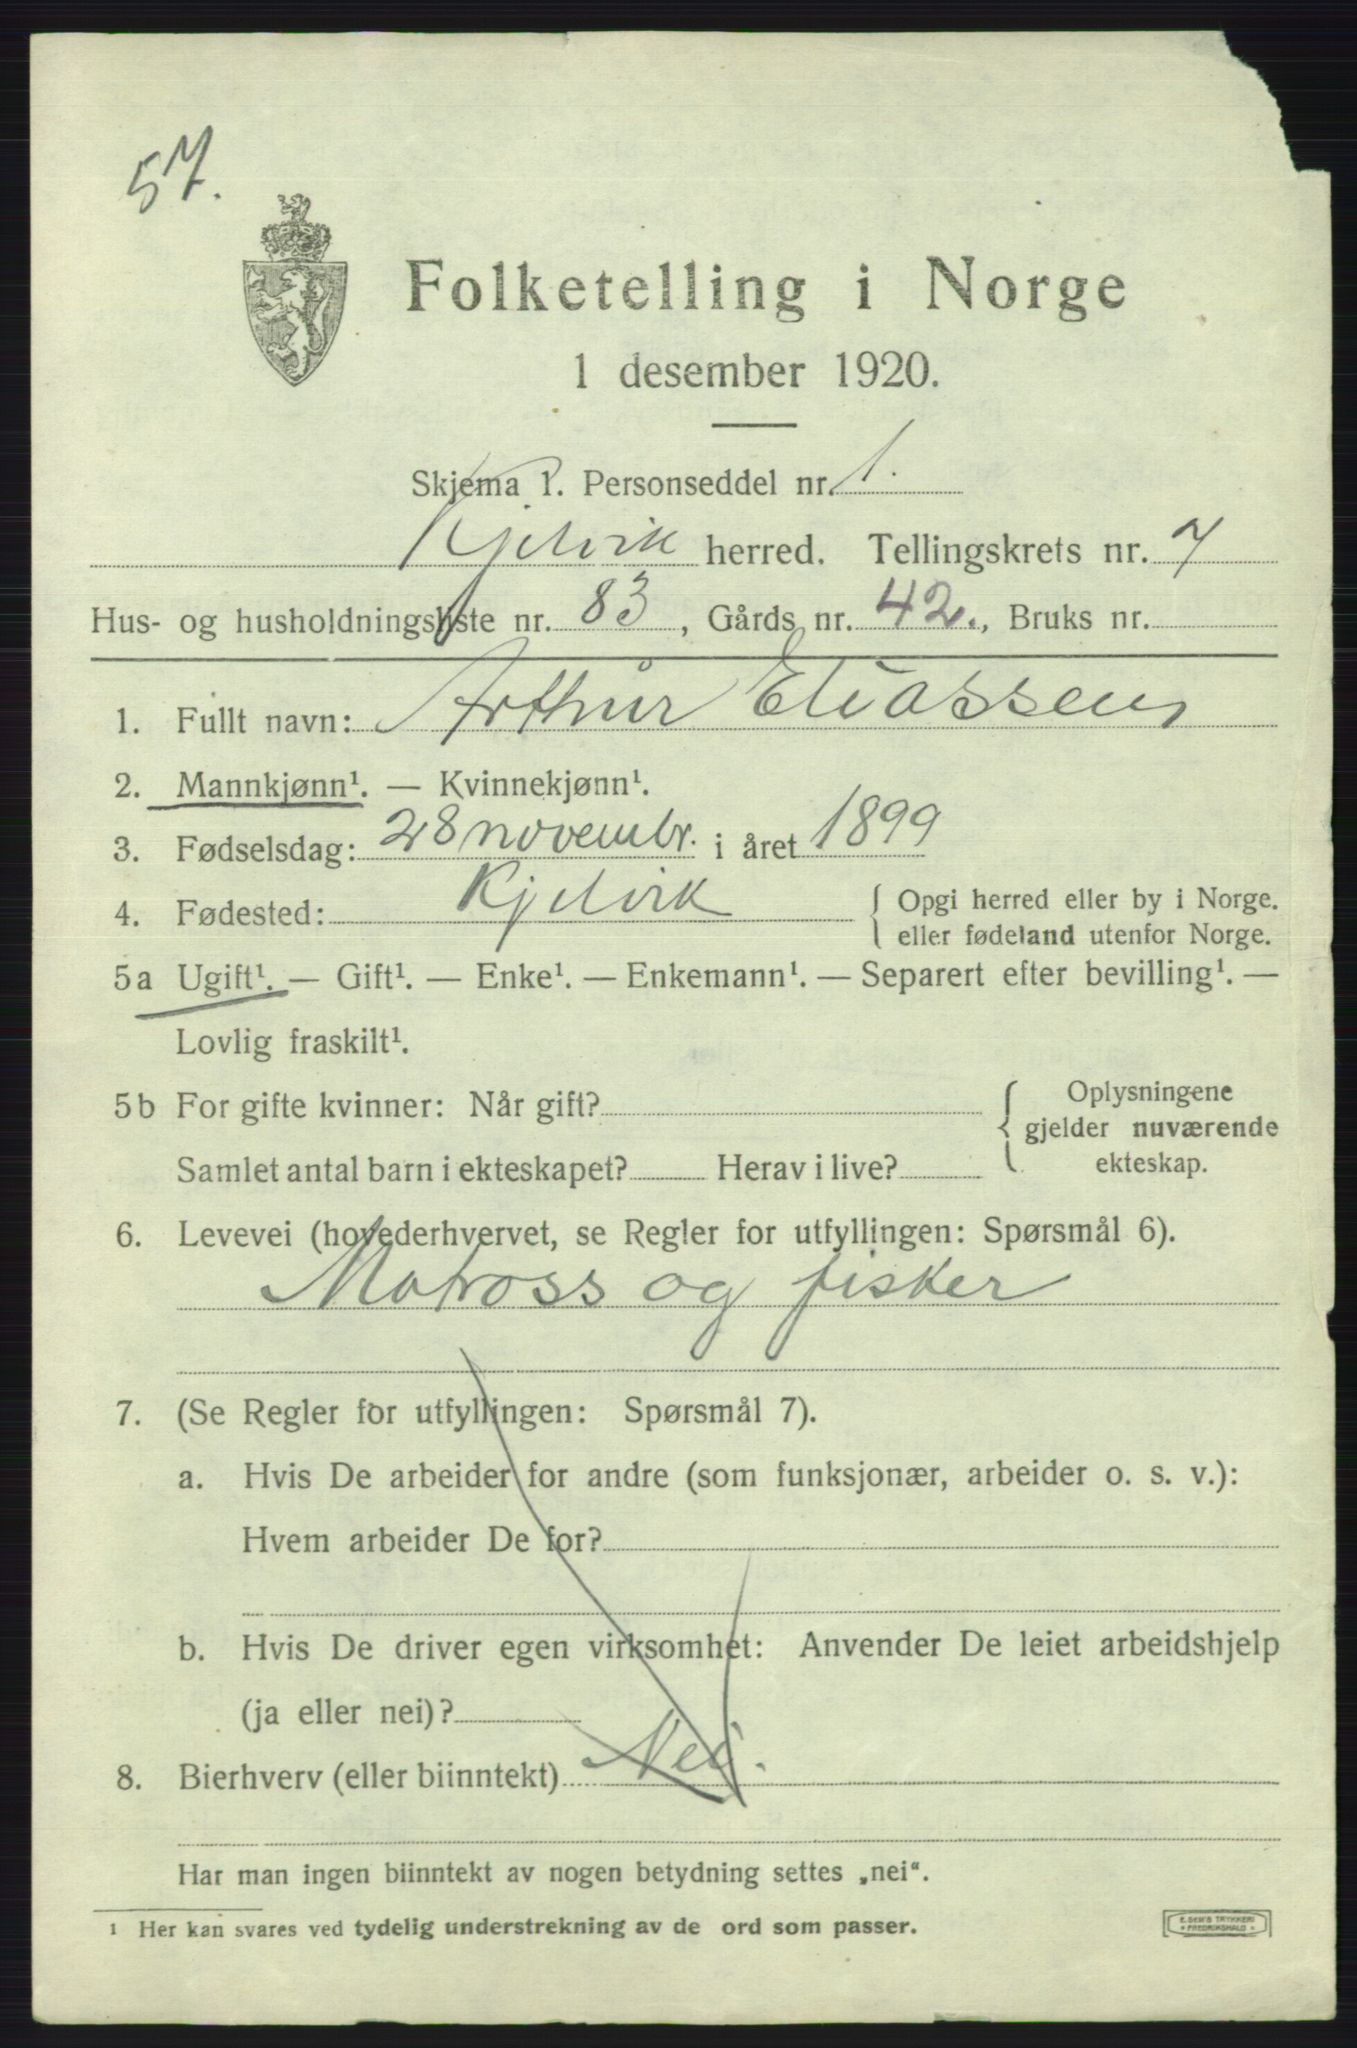 57.
Folketelling i Norge
1 desember 1920.
Skjema 1. Personseddel nr. 1.
Kjelvik herred. Tellingskrets nr. 7
Hus- og husholdningsliste nr. 83, Gårds nr. 42., Bruks nr.
1. Fullt navn: Arthur Eliassen
2. Mannkjønn¹. — Kvinnekjønn¹.
3. Fødselsdag: 28 novembr. i året 1899
4. Fødested: Kjelvik { Opgi herred eller by i Norge.
eller fødeland utenfor Norge.
5a Ugift¹. — Gift¹. — Enke¹. — Enkemann¹. — Separert efter bevilling¹. —
Lovlig fraskilt¹.
5b For gifte kvinner: Når gift? { Oplysningene
gjelder nuværende
Samlet antal barn i ekteskapet? Herav i live? ekteskap.
6. Levevei (hovederhvervet, se Regler for utfyllingen: Spørsmål 6).
Matross og fisker
7. (Se Regler for utfyllingen: Spørsmål 7).
a. Hvis De arbeider for andre (som funksjonær, arbeider o. s. v.):
Hvem arbeider De for?
b. Hvis De driver egen virksomhet: Anvender De leiet arbeidshjelp
(ja eller nei)?
8. Bierhverv (eller biinntekt) Nei.
Har man ingen biinntekt av nogen betydning settes „nei“.
¹ Her kan svares ved tydelig understrekning av de ord som passer.
E. SEM'S TRYKKERI
* FREDRIKSHALD *